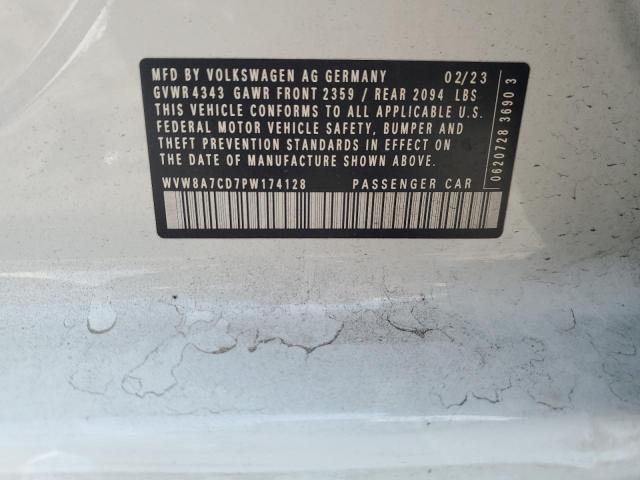 MFD BY VOLKSWAGEN AG GERMANY 02/23
GVWR 4343 GAWR FRONT 2359 / REAR 2094 LBS
THIS VEHICLE CONFORMS TO ALL APPLICABLE U.S.
FEDERAL MOTOR VEHICLE SAFETY, BUMPER AND
THEFT PREVENTION STANDARDS IN EFFECT ON
THE DATE OF MANUFACTURE SHOWN ABOVE.
WVW8A7CD7PW174128 PASSENGER CAR
0620728 3690 3